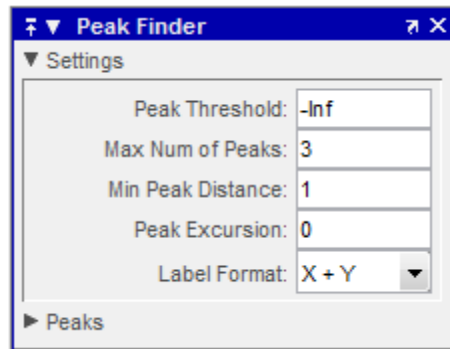 Peak Finder
Settings
Peak Threshold: -Inf
Max Num of Peaks: 3
Min Peak Distance: 1
Peak Excursion: 0
Label Format: X + Y
Peaks